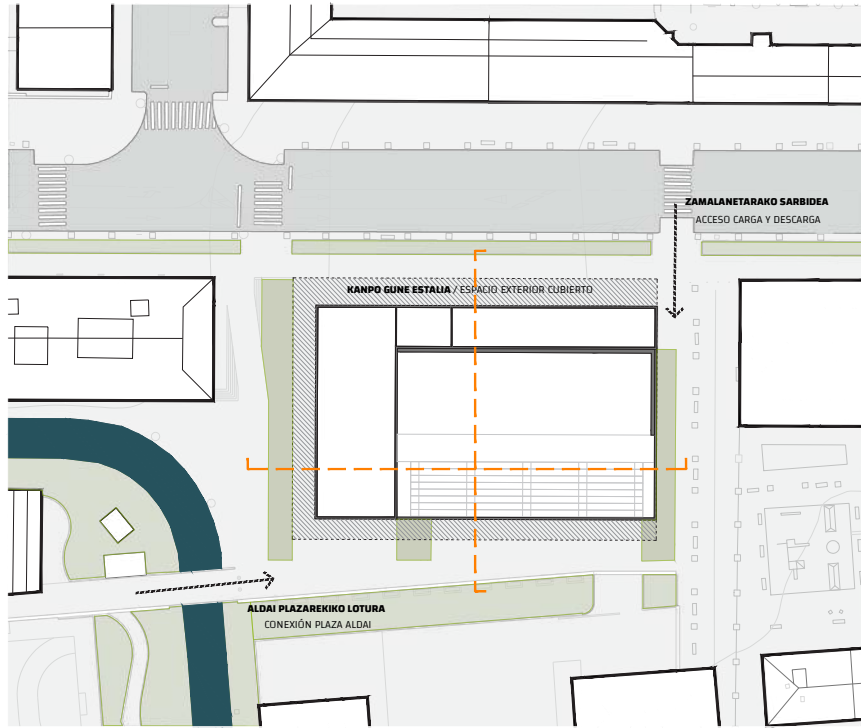 ZAMALANETARAKO SARBIDEA
ACCESO CARGA Y DESCARGA
KANPO GUNE ESTALIA / ESPACIO EXTERIOR CUBIERTO
ALDAI PLAZAREKIKO LOTURA
CONEXIÓN PLAZA ALDAI